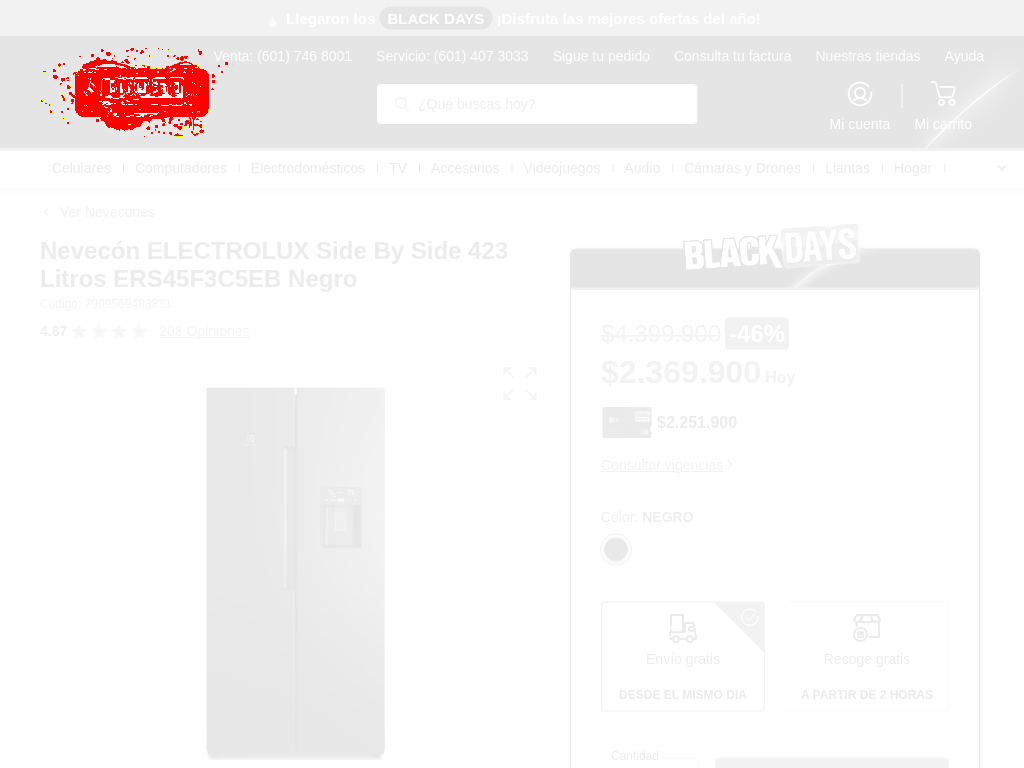 Llegaron los BLACK DAYS ¡Disfruta las mejores ofertas del año!
Venta: (601) 746 8001 Servicio: (601) 407 3033 Sigue tu pedido Consulta tu factura Nuestras tiendas Ayuda
¿Qué buscas hoy?
Mi cuenta Mi carrito
Celulares Computadores Electrodomésticos TV Accesorios Videojuegos Audio Cámaras y Drones Llantas Hogar
Ver Nevecones
Nevecón ELECTROLUX Side By Side 423
Litros ERS45F3C5EB Negro
Código: 7909569483831
4.87 208 Opiniones
BLACK DAYS
$4.399.900 -46%
$2.369.900 Hoy
$2.251.900
Consultar vigencias
Color: NEGRO
Envío gratis
DESDE EL MISMO DIA
Recoge gratis
A PARTIR DE 2 HORAS
Cantidad